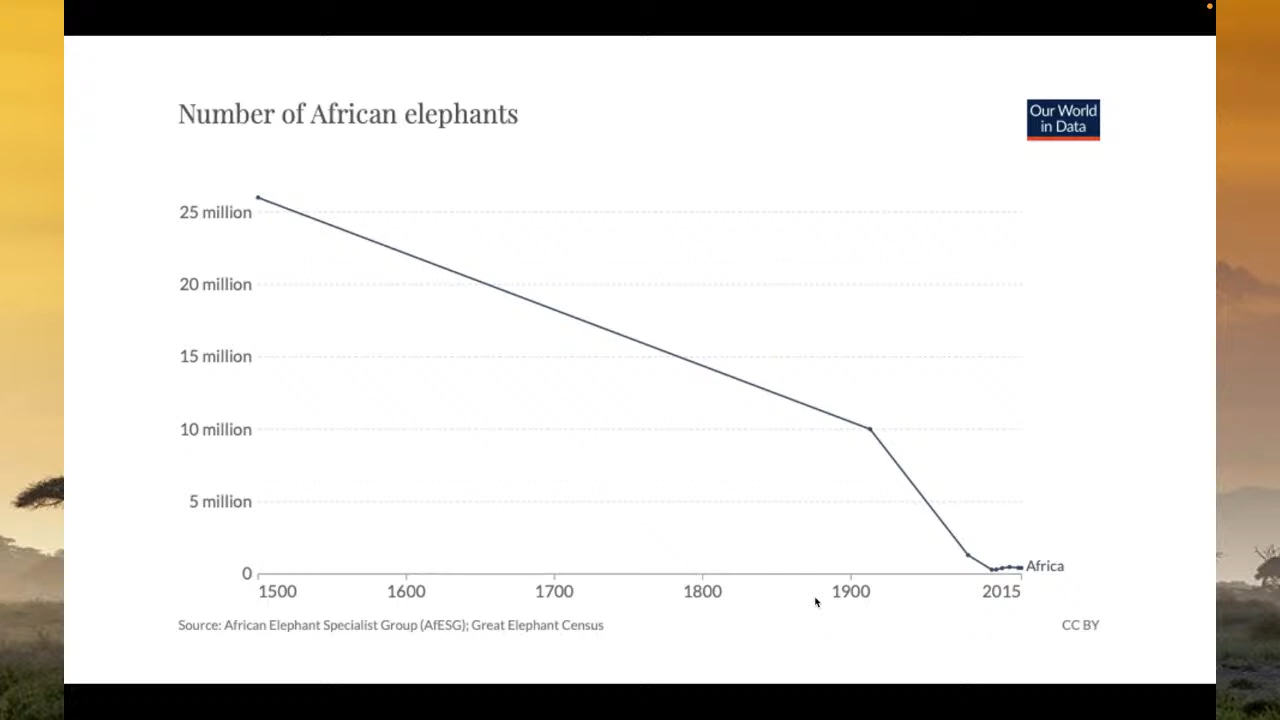 Number of African elephants
Our World
in Data
25 million
20 million
15 million
10 million
5 million
0
Africa
1500 1600 1700 1800 1900 2015
Source: African Elephant Specialist Group (AfESG); Great Elephant Census
CC BY